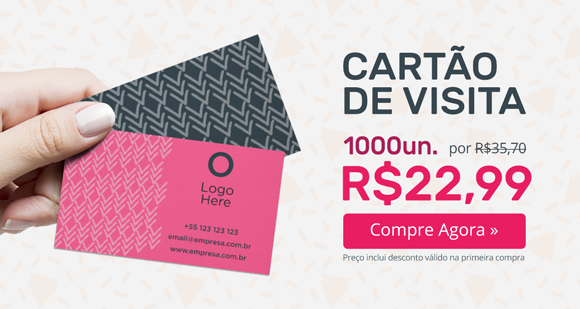 CARTÃO
DE VISITA
1000un. por R$35,70
R$22,99
Compre Agora »
Preço inclui desconto válido na primeira compra
Logo
Here
+55 123 123 123
email@empresa.com.br
www.empresa.com.br